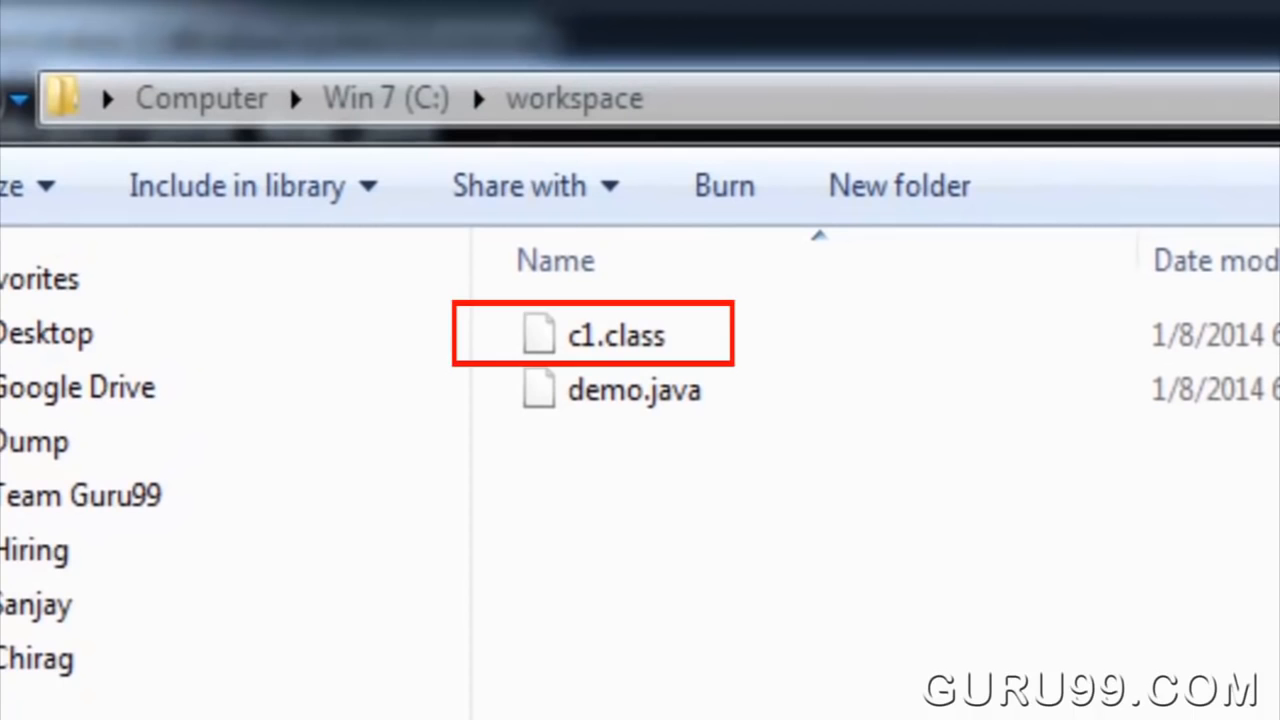 Computer Win 7 (C:) workspace
ze Include in library Share with Burn New folder
Name Date mod
vorites
c1.class 1/8/2014 6
Desktop
demo.java 1/8/2014 6
Google Drive
Dump
Team Guru99
Hiring
Sanjay
Chirag
GURU99.COM